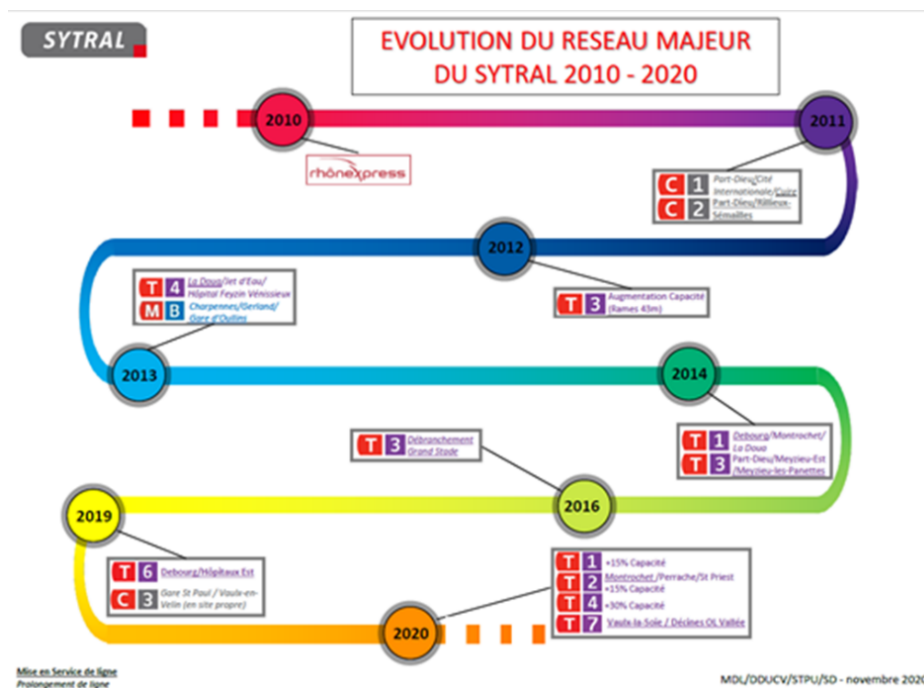 SYTRAL
EVOLUTION DU RESEAU MAJEUR
DU SYTRAL 2010 - 2020
2010
2011
rhônexpress
C 1 Part-Dieu/Cité
Internationale/Cuire
C 2 Part-Dieu/Rillieux-
Sémailles
2012
T 3 Augmentation Capacité
(Rames 43m)
T 4 La Doua/Jet d'Eau/
Hôpital Feyzin Vénissieux
M B Charpennes/Gerland/
Gare d'Oullins
2013
2014
T 1 Debourg/Montrochet/
La Doua
T 3 Part-Dieu/Meyzieu-Est
/Meyzieu-les-Panettes
T 3 Débranchement
Grand Stade
2016
2019
T 6 Debourg/Hôpitaux Est
C 3 Gare St Paul / Vaulx-en-
Velin (en site propre)
T 1 +15% Capacité
T 2 Montrochet /Perrache/St Priest
+15% Capacité
T 4 +30% Capacité
T 7 Vaulx-la-Soie / Décines OL Vallée
2020
Mise en Service de ligne
Prolongement de ligne
MDL/DDUCV/STPU/SD - novembre 2020